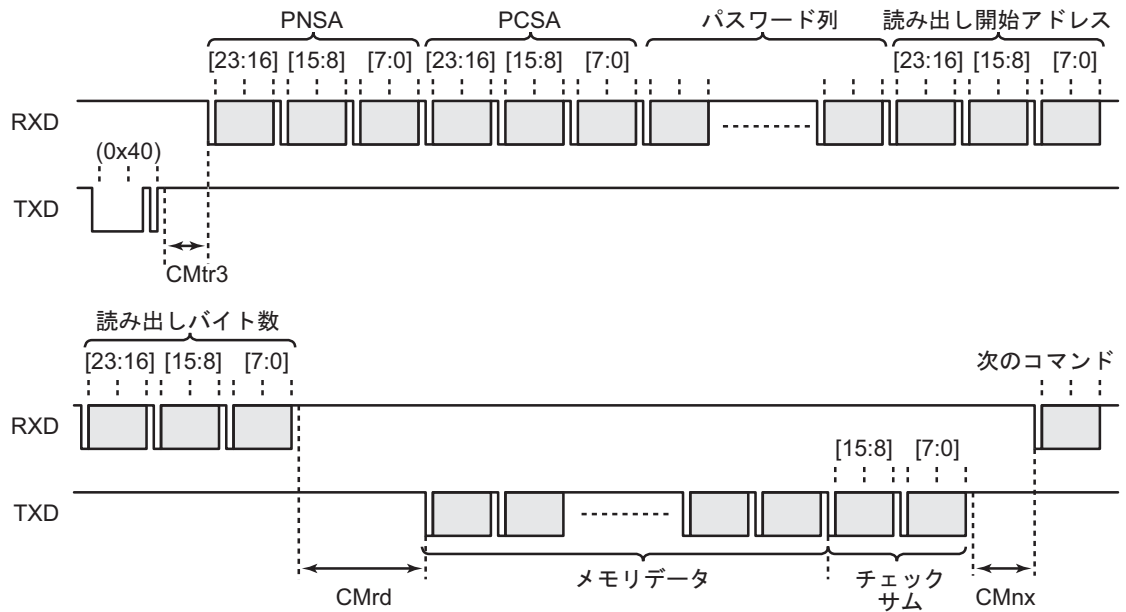 PNSA PCSA パスワード列 読み出し開始アドレス
[23:16] [15:8] [7:0] [23:16] [15:8] [7:0] [23:16] [15:8] [7:0]
RXD
(0x40)
TXD
CMtr3
読み出しバイト数
[23:16] [15:8] [7:0] 次のコマンド
RXD
[15:8] [7:0]
TXD
メモリデータ チェック
サム
CMrd CMnx